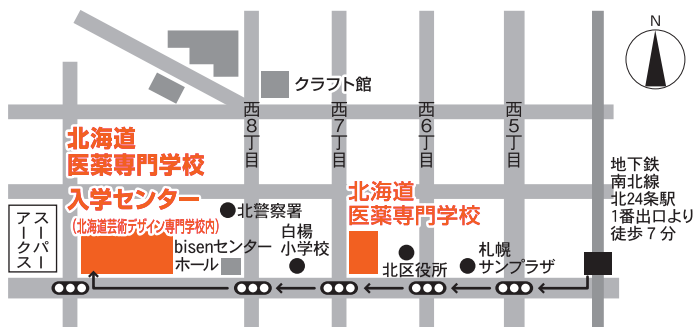 N
クラフト館
西8丁目
西7丁目
西6丁目
西5丁目
北海道
医薬専門学校
入学センター
(北海道芸術デザイン専門学校内)
北海道
医薬専門学校
地下鉄
南北線
北24条駅
1番出口より
徒歩7分
スーパー
アークス
北警察署
bisenセンター
ホール
白楊
小学校
北区役所
札幌
サンプラザ